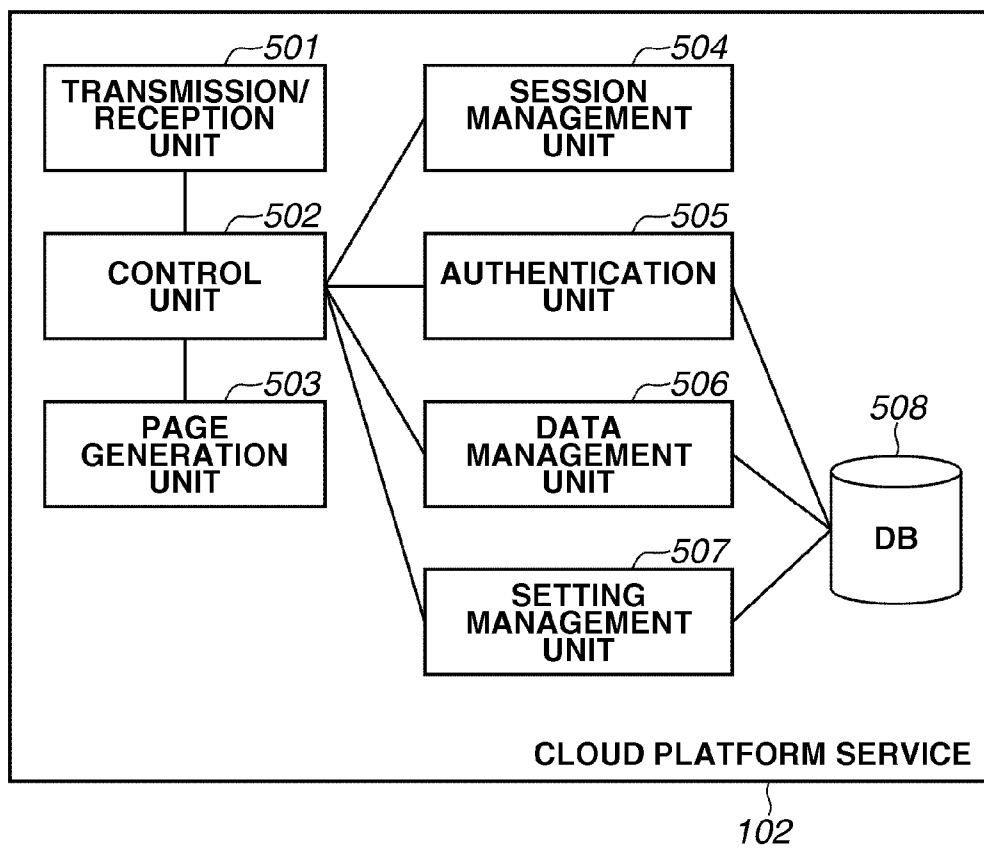 501
TRANSMISSION/
RECEPTION
UNIT
502
CONTROL
UNIT
503
PAGE
GENERATION
UNIT
504
SESSION
MANAGEMENT
UNIT
505
AUTHENTICATION
UNIT
506
DATA
MANAGEMENT
UNIT
507
SETTING
MANAGEMENT
UNIT
508
DB
CLOUD PLATFORM SERVICE
102